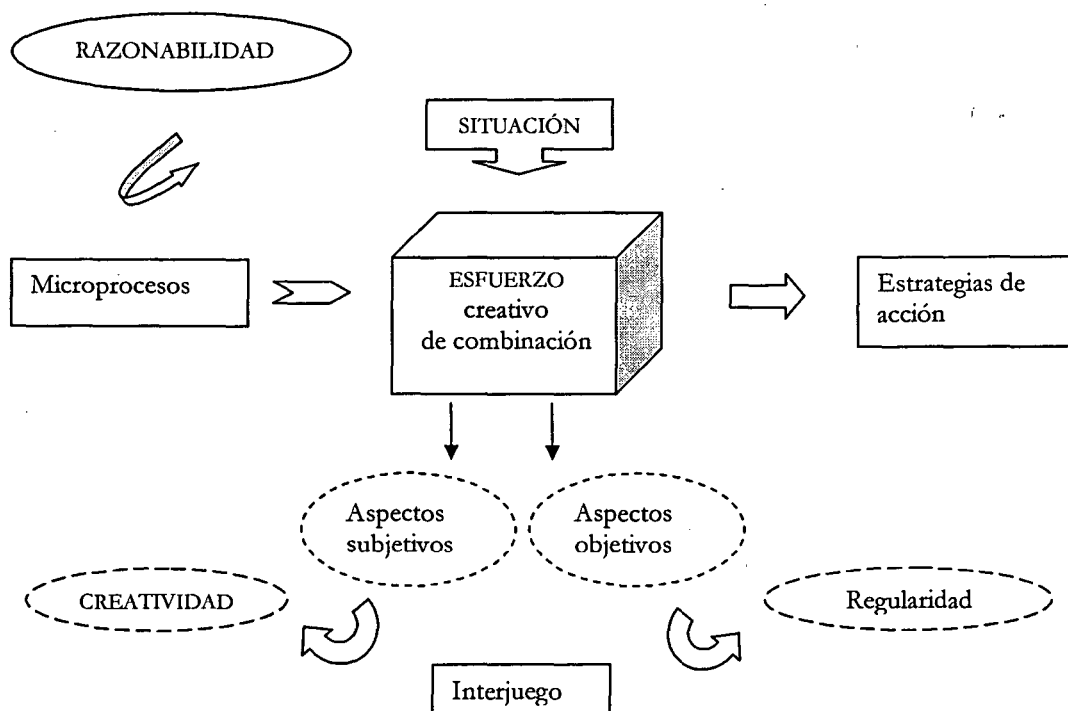 RAZONABILIDAD
SITUACIÓN
Microprocesos
ESFUERZO
creativo
de combinación
Estrategias de
acción
Aspectos
subjetivos
Aspectos
objetivos
CREATIVIDAD
Regularidad
Interjuego